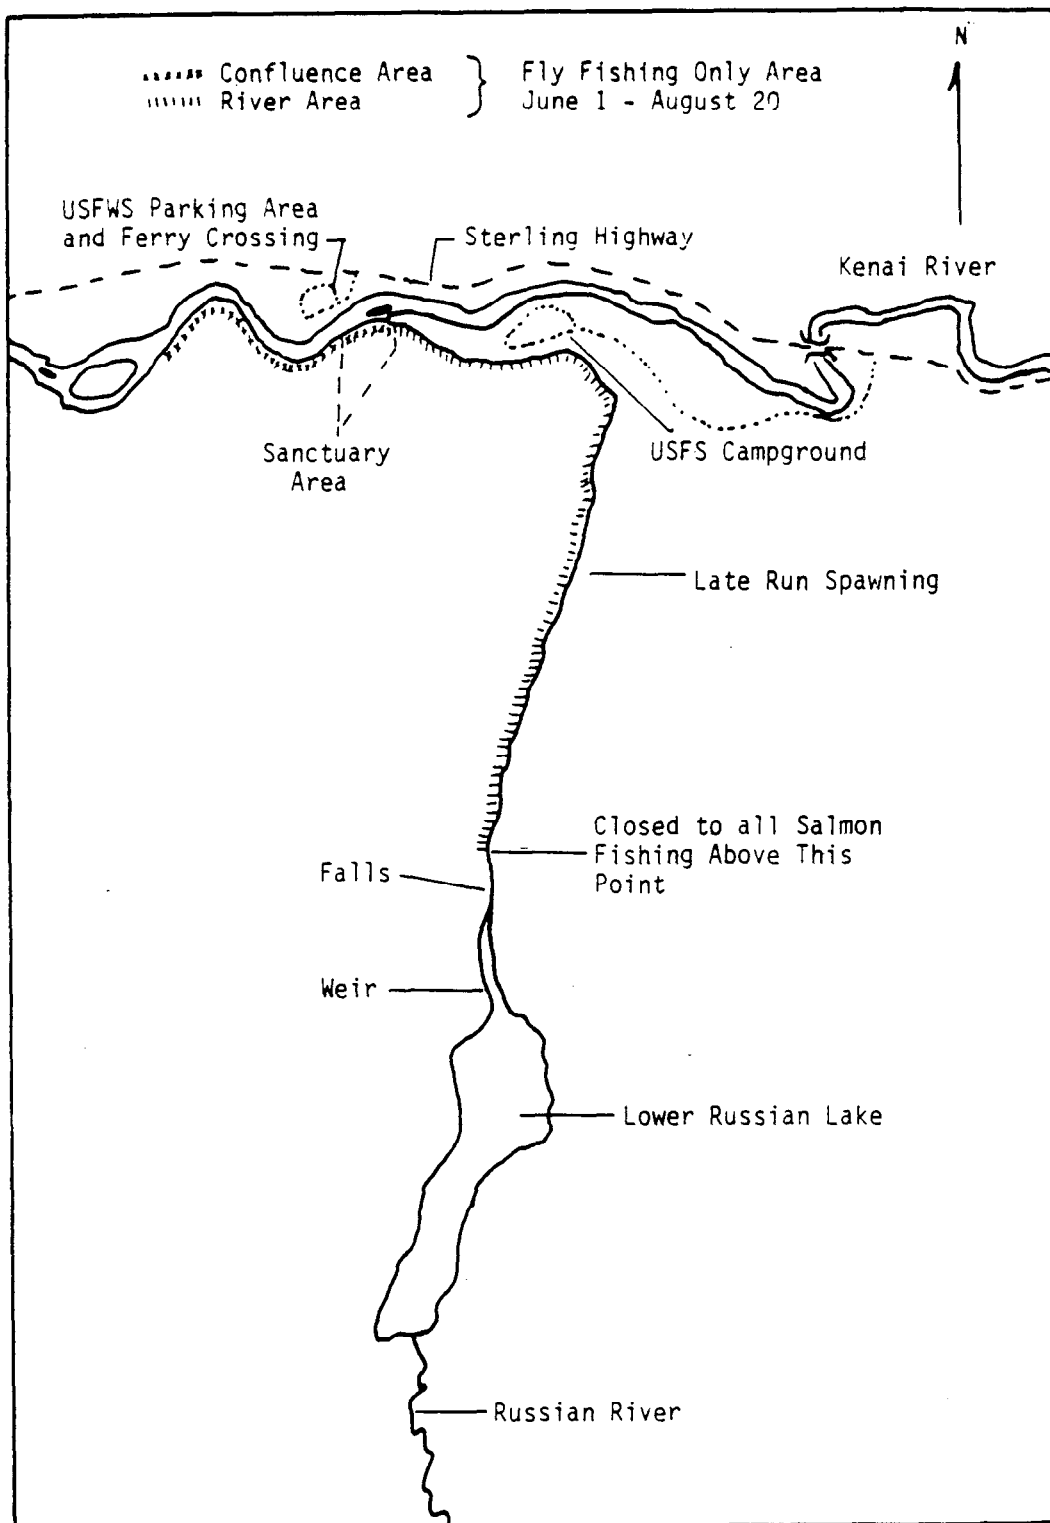 N
Confluence Area
River Area
Fly Fishing Only Area
June 1 - August 20
USFWS Parking Area
and Ferry Crossing
Sterling Highway
Kenai River
Sanctuary
Area
USFS Campground
Late Run Spawning
Closed to all Salmon
Fishing Above This
Point
Falls
Weir
Lower Russian Lake
Russian River